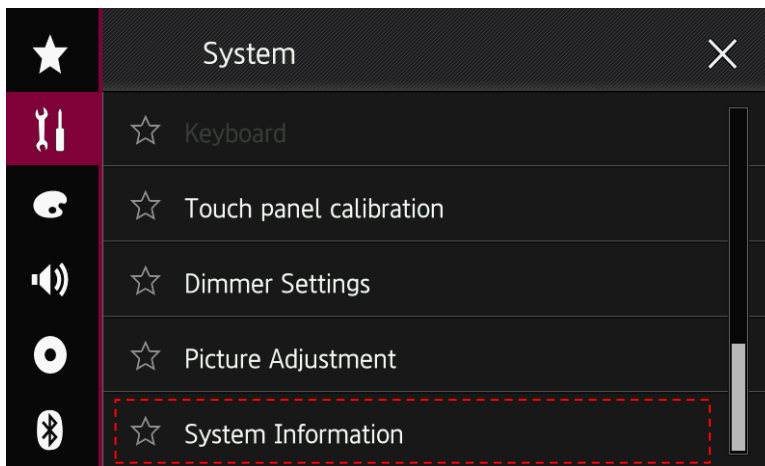 System
Keyboard
Touch panel calibration
Dimmer Settings
Picture Adjustment
System Information